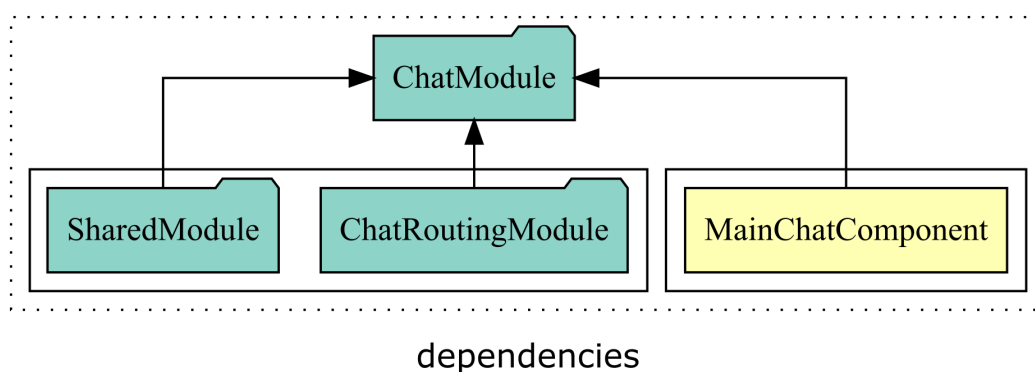 ChatModule
SharedModule
ChatRoutingModule
MainChatComponent
dependencies